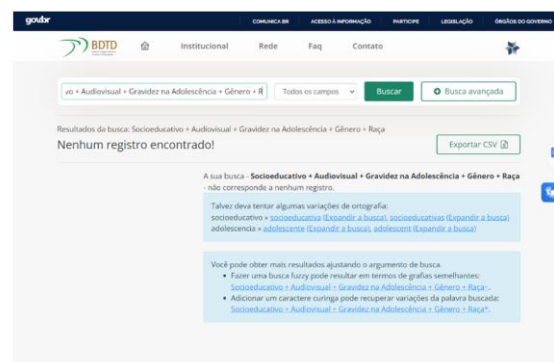 govbr COMUNICA BR ACESSO À INFORMAÇÃO PARTICIPE LEGISLAÇÃO ÓRGÃOS DO GOVERNO
BDTD Institucional Rede Faq Contato
vo + Audiovisual + Gravidez na Adolescência + Gênero + R Todos os campos Buscar Busca avançada
Resultados da busca: Socioeducativo + Audiovisual + Gravidez na Adolescência + Gênero + Raça
Nenhum registro encontrado! Exportar CSV
A sua busca - Socioeducativo + Audiovisual + Gravidez na Adolescência + Gênero + Raça
- não corresponde a nenhum registro.
Talvez deva tentar algumas variações de ortografia:
socioeducativo » socioeducativa (Expandir a busca), socioeducativas (Expandir a busca)
adolescencia » adolescente (Expandir a busca), adolescent (Expandir a busca)
Você pode obter mais resultados ajustando o argumento de busca.
• Fazer uma busca fuzzy pode resultar em termos de grafias semelhantes:
Socioeducativo + Audiovisual + Gravidez na Adolescência + Gênero + Raça~.
• Adicionar um caractere curinga pode recuperar variações da palavra buscada:
Socioeducativo + Audiovisual + Gravidez na Adolescência + Gênero + Raça*.